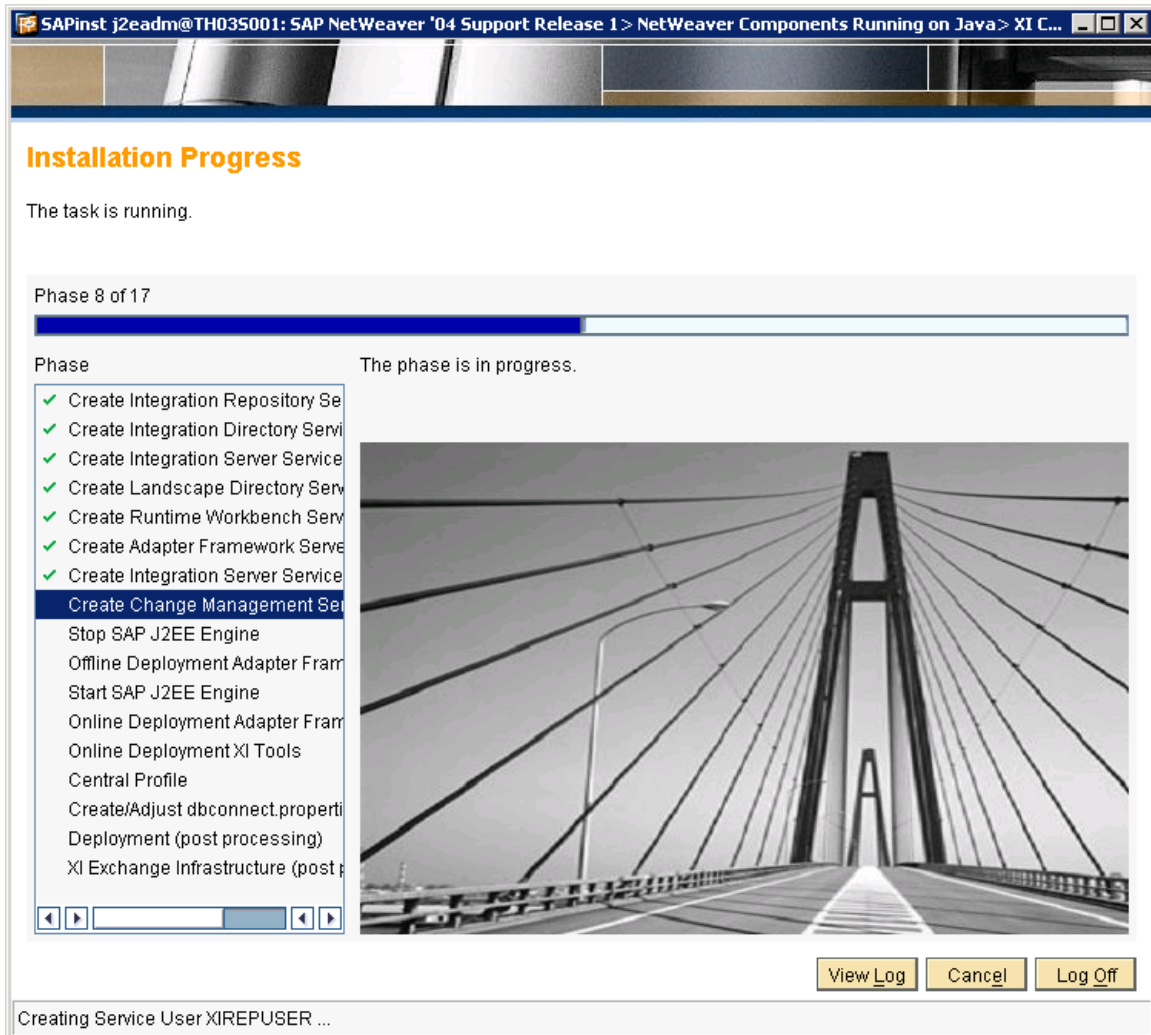 SAPinst j2eadm@TH03S001: SAP NetWeaver '04 Support Release 1> NetWeaver Components Running on Java> XI C...
Installation Progress
The task is running.
Phase 8 of 17
Phase
The phase is in progress.
Create Integration Repository Se
Create Integration Directory Servi
Create Integration Server Service
Create Landscape Directory Serv
Create Runtime Workbench Serv
Create Adapter Framework Serve
Create Integration Server Service
Create Change Management Ser
Stop SAP J2EE Engine
Offline Deployment Adapter Fram
Start SAP J2EE Engine
Online Deployment Adapter Fram
Online Deployment XI Tools
Central Profile
Create/Adjust dbconnect.properti
Deployment (post processing)
XI Exchange Infrastructure (post p
View Log
Cancel
Log Off
Creating Service User XIREPUSER ...